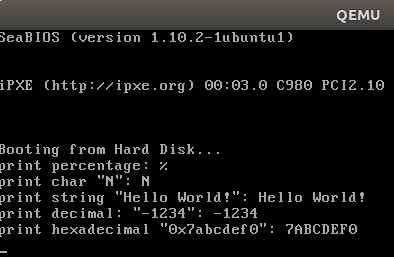 QEMU
SeaBIOS (version 1.10.2-1ubuntu1)
iPXE (http://ipxe.org) 00:03.0 C980 PCI2.10
Booting from Hard Disk...
print percentage: %
print char "N": N
print string "Hello World!": Hello World!
print decimal: "-1234": -1234
print hexadecimal "0x7abcdef0": 7ABCDEF0
_